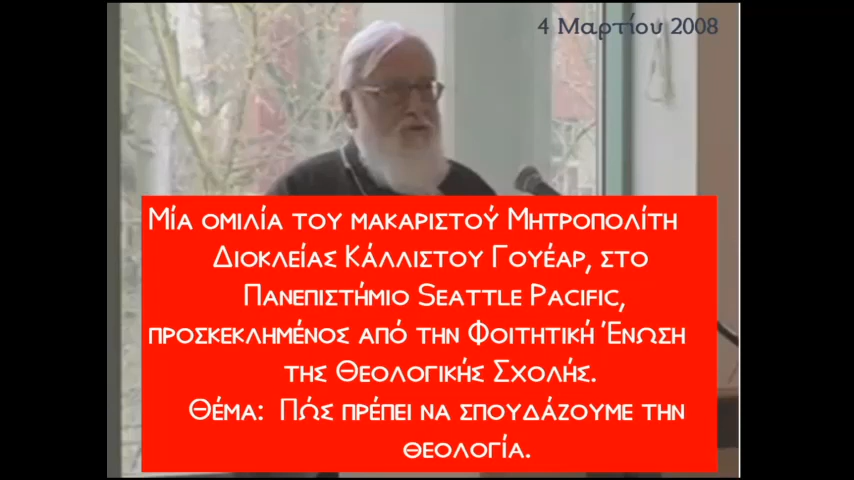 4 Μαρτίου 2008
Μία ομιλία του μακαριστού Μητροπολίτη
Διοκλείας Κάλλιστου Γουέαρ, στο
Πανεπιστήμιο Seattle Pacific,
προσκεκλημένος από την Φοιτητική Ένωση
της Θεολογικής Σχολής.
Θέμα: Πώς πρέπει να σπουδάζουμε την
θεολογία.